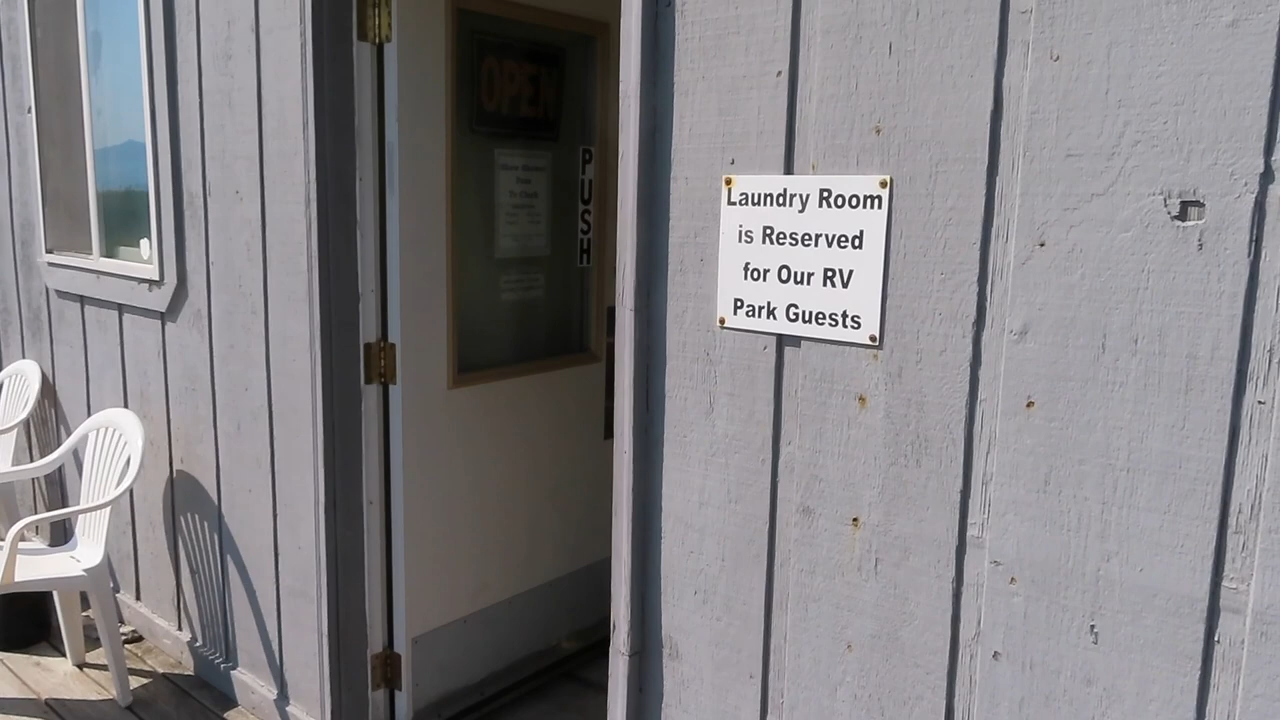 OPEN
PUSH
Laundry Room
is Reserved
for Our RV
Park Guests